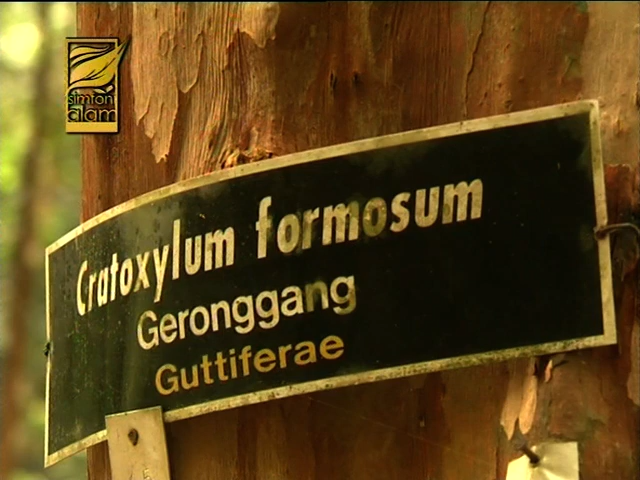 simfoni
alam
Cratoxylum formosum
Geronggang
Guttiferae